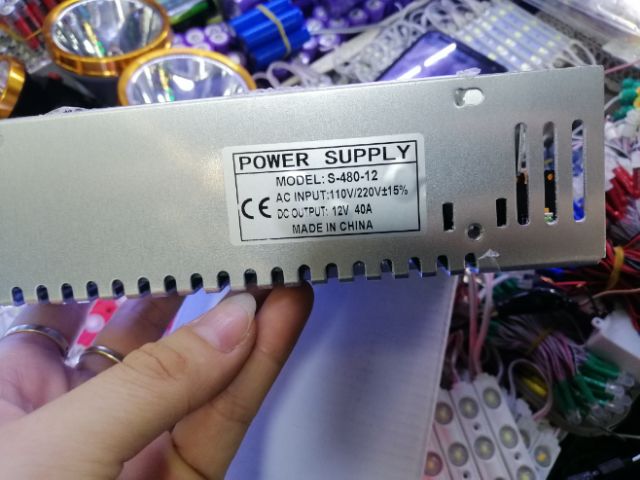 POWER SUPPLY
MODEL: S-480-12
AC INPUT:110V/220V±15%
CE DC OUTPUT: 12V 40A
MADE IN CHINA